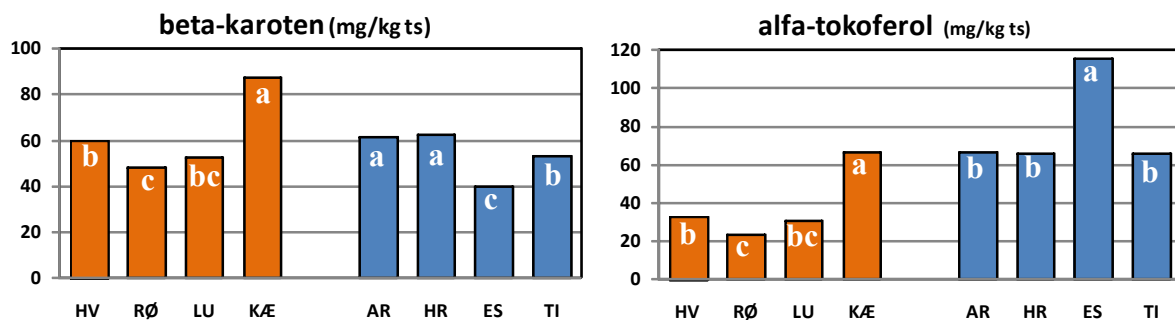 beta-karoten (mg/kg ts)
100
80
60
40
20
0
b
c
bc
a
a
a
c
b
HV RØ LU KÆ AR HR ES TI
alfa-tokoferol (mg/kg ts)
120
100
80
60
40
20
0
b
c
bc
a
b
b
a
b
HV RØ LU KÆ AR HR ES TI